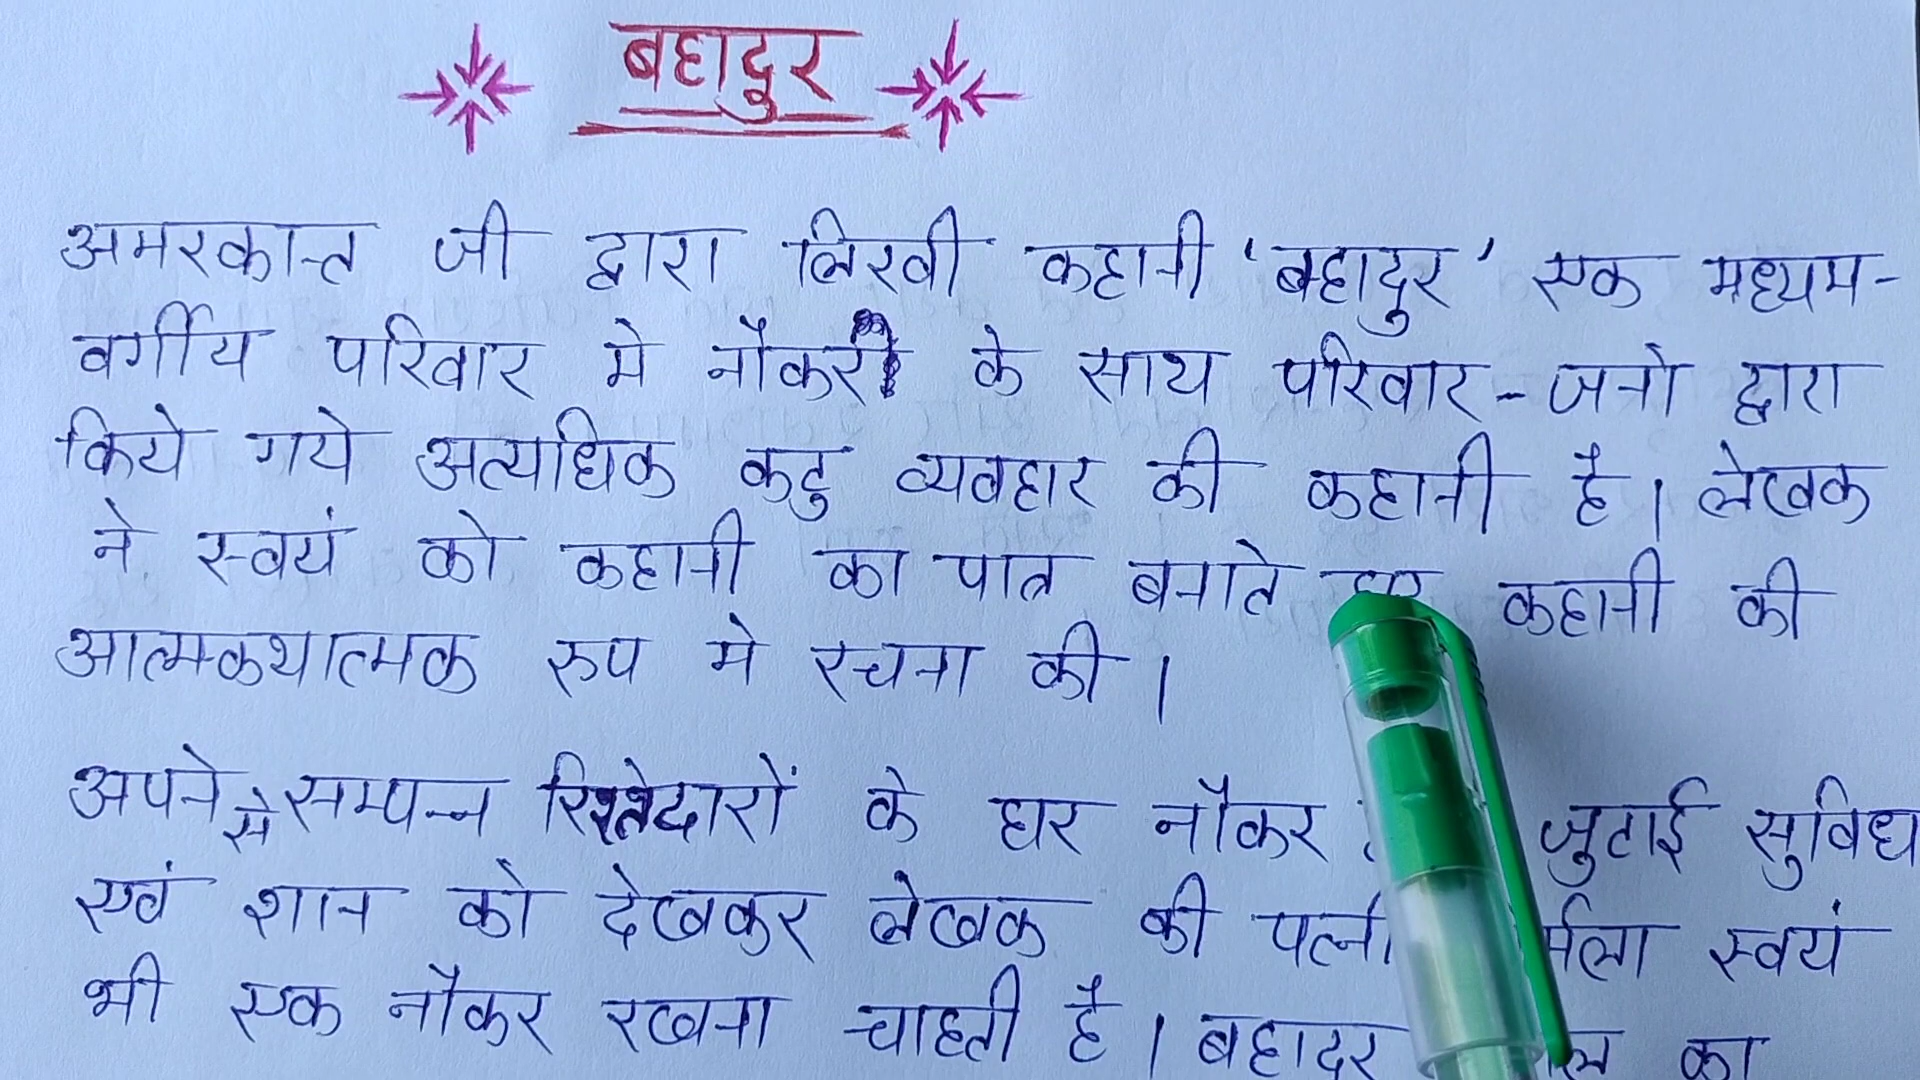 बहादुर
अमरकान्त जी द्वारा लिखी कहानी 'बहादुर' एक मध्यम-
वर्गीय परिवार मे नौकर के साथ परिवार-जनो द्वारा
किये गये अत्यधिक कटु व्यवहार की कहानी है। लेखक
ने स्वयं को कहानी का पात्र बनाते कहानी की
आत्मकथात्मक रूप मे रचना की।
अपने से सम्पन्न रिश्तेदारों के घर नौकर जुटाई सुविध
एवं शान को देखकर लेखक की पत्नी स्वयं
भी एक नौकर रखना चाहती है। बहादर का